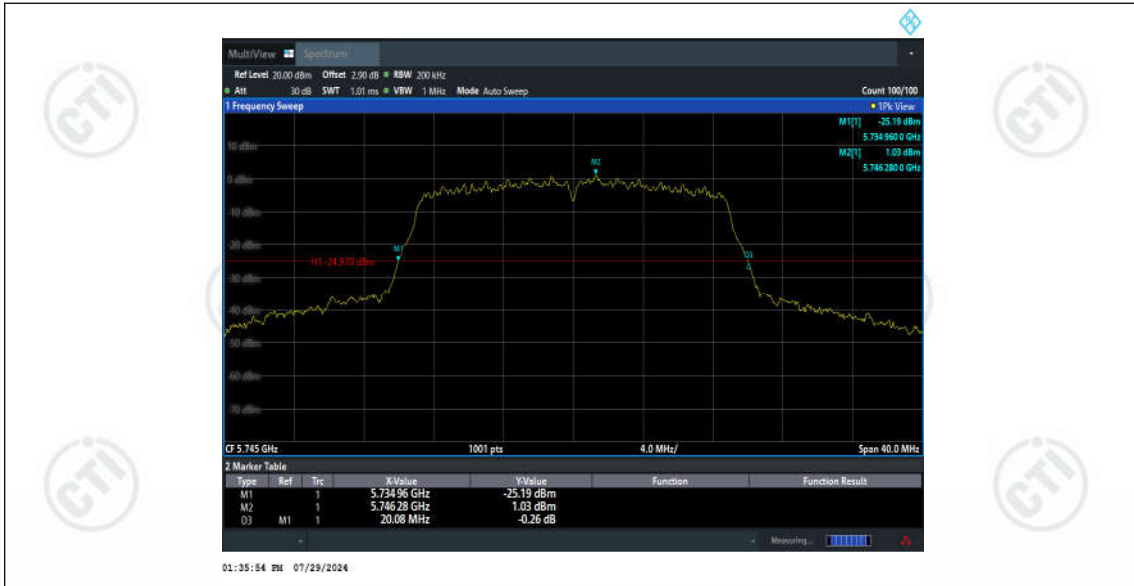 CTI
CTI
MultiView Spectrum
Ref Level 20.00 dBm Offset 2.90 dB RBW 200 kHz
Att 30 dB SWT 1.01 ms VBW 1 MHz Mode Auto Sweep Count 100/100
1 Frequency Sweep 1Pk View
M1[1] -25.19 dBm
5.734 960 0 GHz
M2[1] 1.03 dBm
5.746 280 0 GHz
10 dBm
M2
0 dBm
-10 dBm
-20 dBm
M1
D3
H1 -24.970 dBm
-30 dBm
-40 dBm
-50 dBm
-60 dBm
-70 dBm
CF 5.745 GHz 1001 pts 4.0 MHz/ Span 40.0 MHz
2 Marker Table
Type Ref Trc X-Value Y-Value Function Function Result
M1 1 5.734 96 GHz -25.19 dBm
M2 1 5.746 28 GHz 1.03 dBm
D3 M1 1 20.08 MHz -0.26 dB
CTI
CTI
Measuring...
01:35:54 PM 07/29/2024